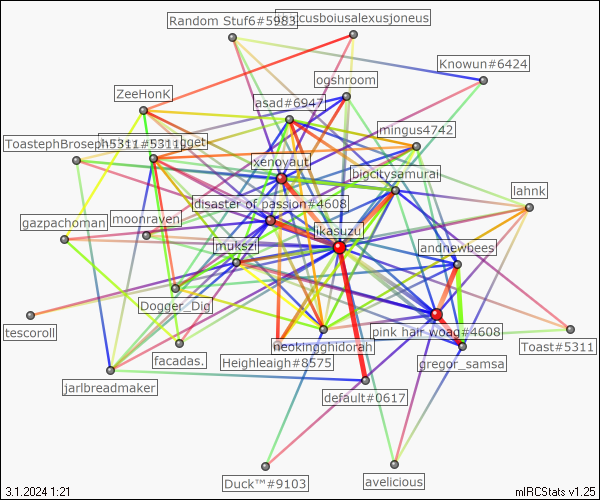 Random Stuf6#5983
cusboiusalexusjoneus
Knowun#6424
ogshroom
ZeeHonk
asad#6947
mingus4742
ToastephBroseph5311#5311
gget
xenoyaut
bigcitysamurai
lahnk
disaster of passion#4608
gazpachoman
moonraven
ikasuzu
mukszi
andnewbees
Dogger_Dig
tescoroll
pink hair woag#4608
facadas.
neokingghidorah
Toast#5311
Heighleaigh#8575
gregor_samsa
jarlbreadmaker
default#0617
Duck™#9103
avelicious
3.1.2024 1:21
mIRCStats v1.25